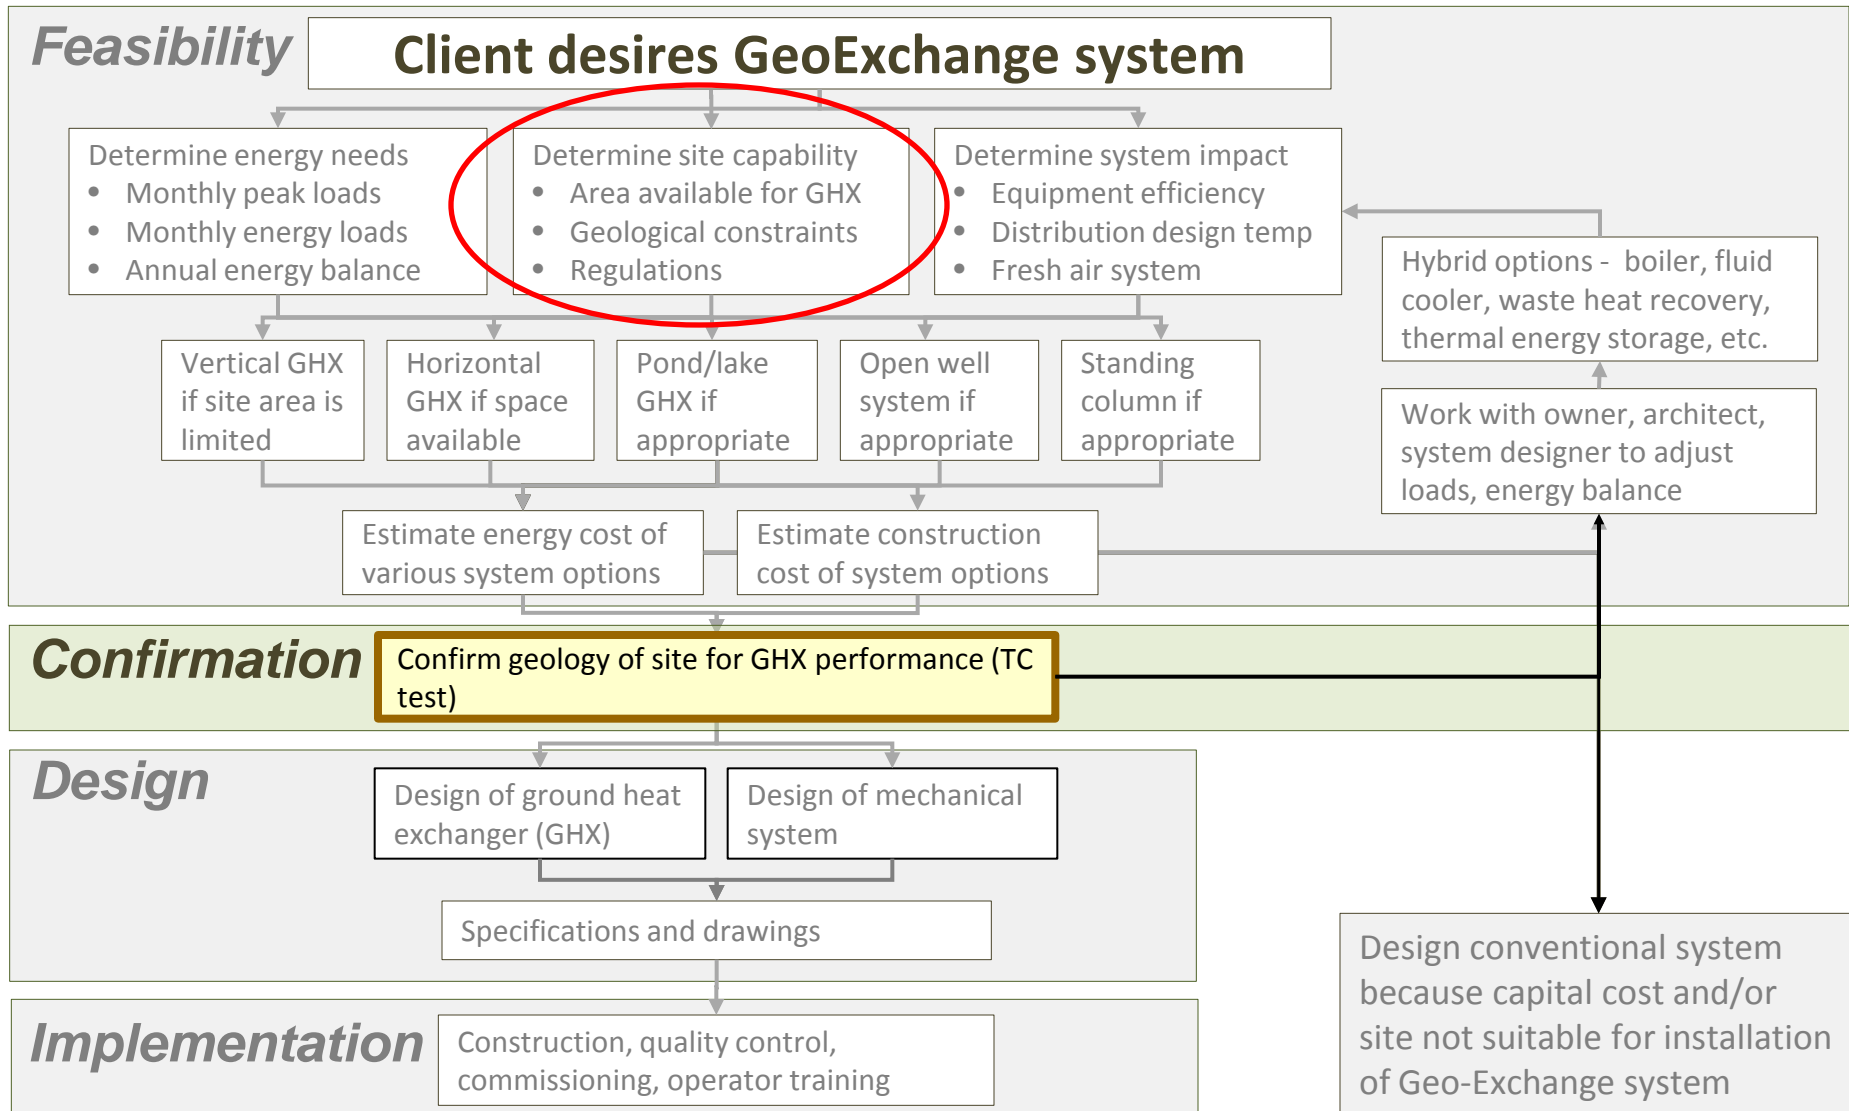 Feasibility
Client desires GeoExchange system
Determine energy needs
• Monthly peak loads
• Monthly energy loads
• Annual energy balance
Determine site capability
• Area available for GHX
• Geological constraints
• Regulations
Determine system impact
• Equipment efficiency
• Distribution design temp
• Fresh air system
Hybrid options - boiler, fluid
cooler, waste heat recovery,
thermal energy storage, etc.
Vertical GHX
if site area is
limited
Horizontal
GHX if space
available
Pond/lake
GHX if
appropriate
Open well
system if
appropriate
Standing
column if
appropriate
Work with owner, architect,
system designer to adjust
loads, energy balance
Estimate energy cost of
various system options
Estimate construction
cost of system options
Confirmation
Confirm geology of site for GHX performance (TC
test)
Design
Design of ground heat
exchanger (GHX)
Design of mechanical
system
Specifications and drawings
Design conventional system
because capital cost and/or
site not suitable for installation
of Geo-Exchange system
Implementation
Construction, quality control,
commissioning, operator training